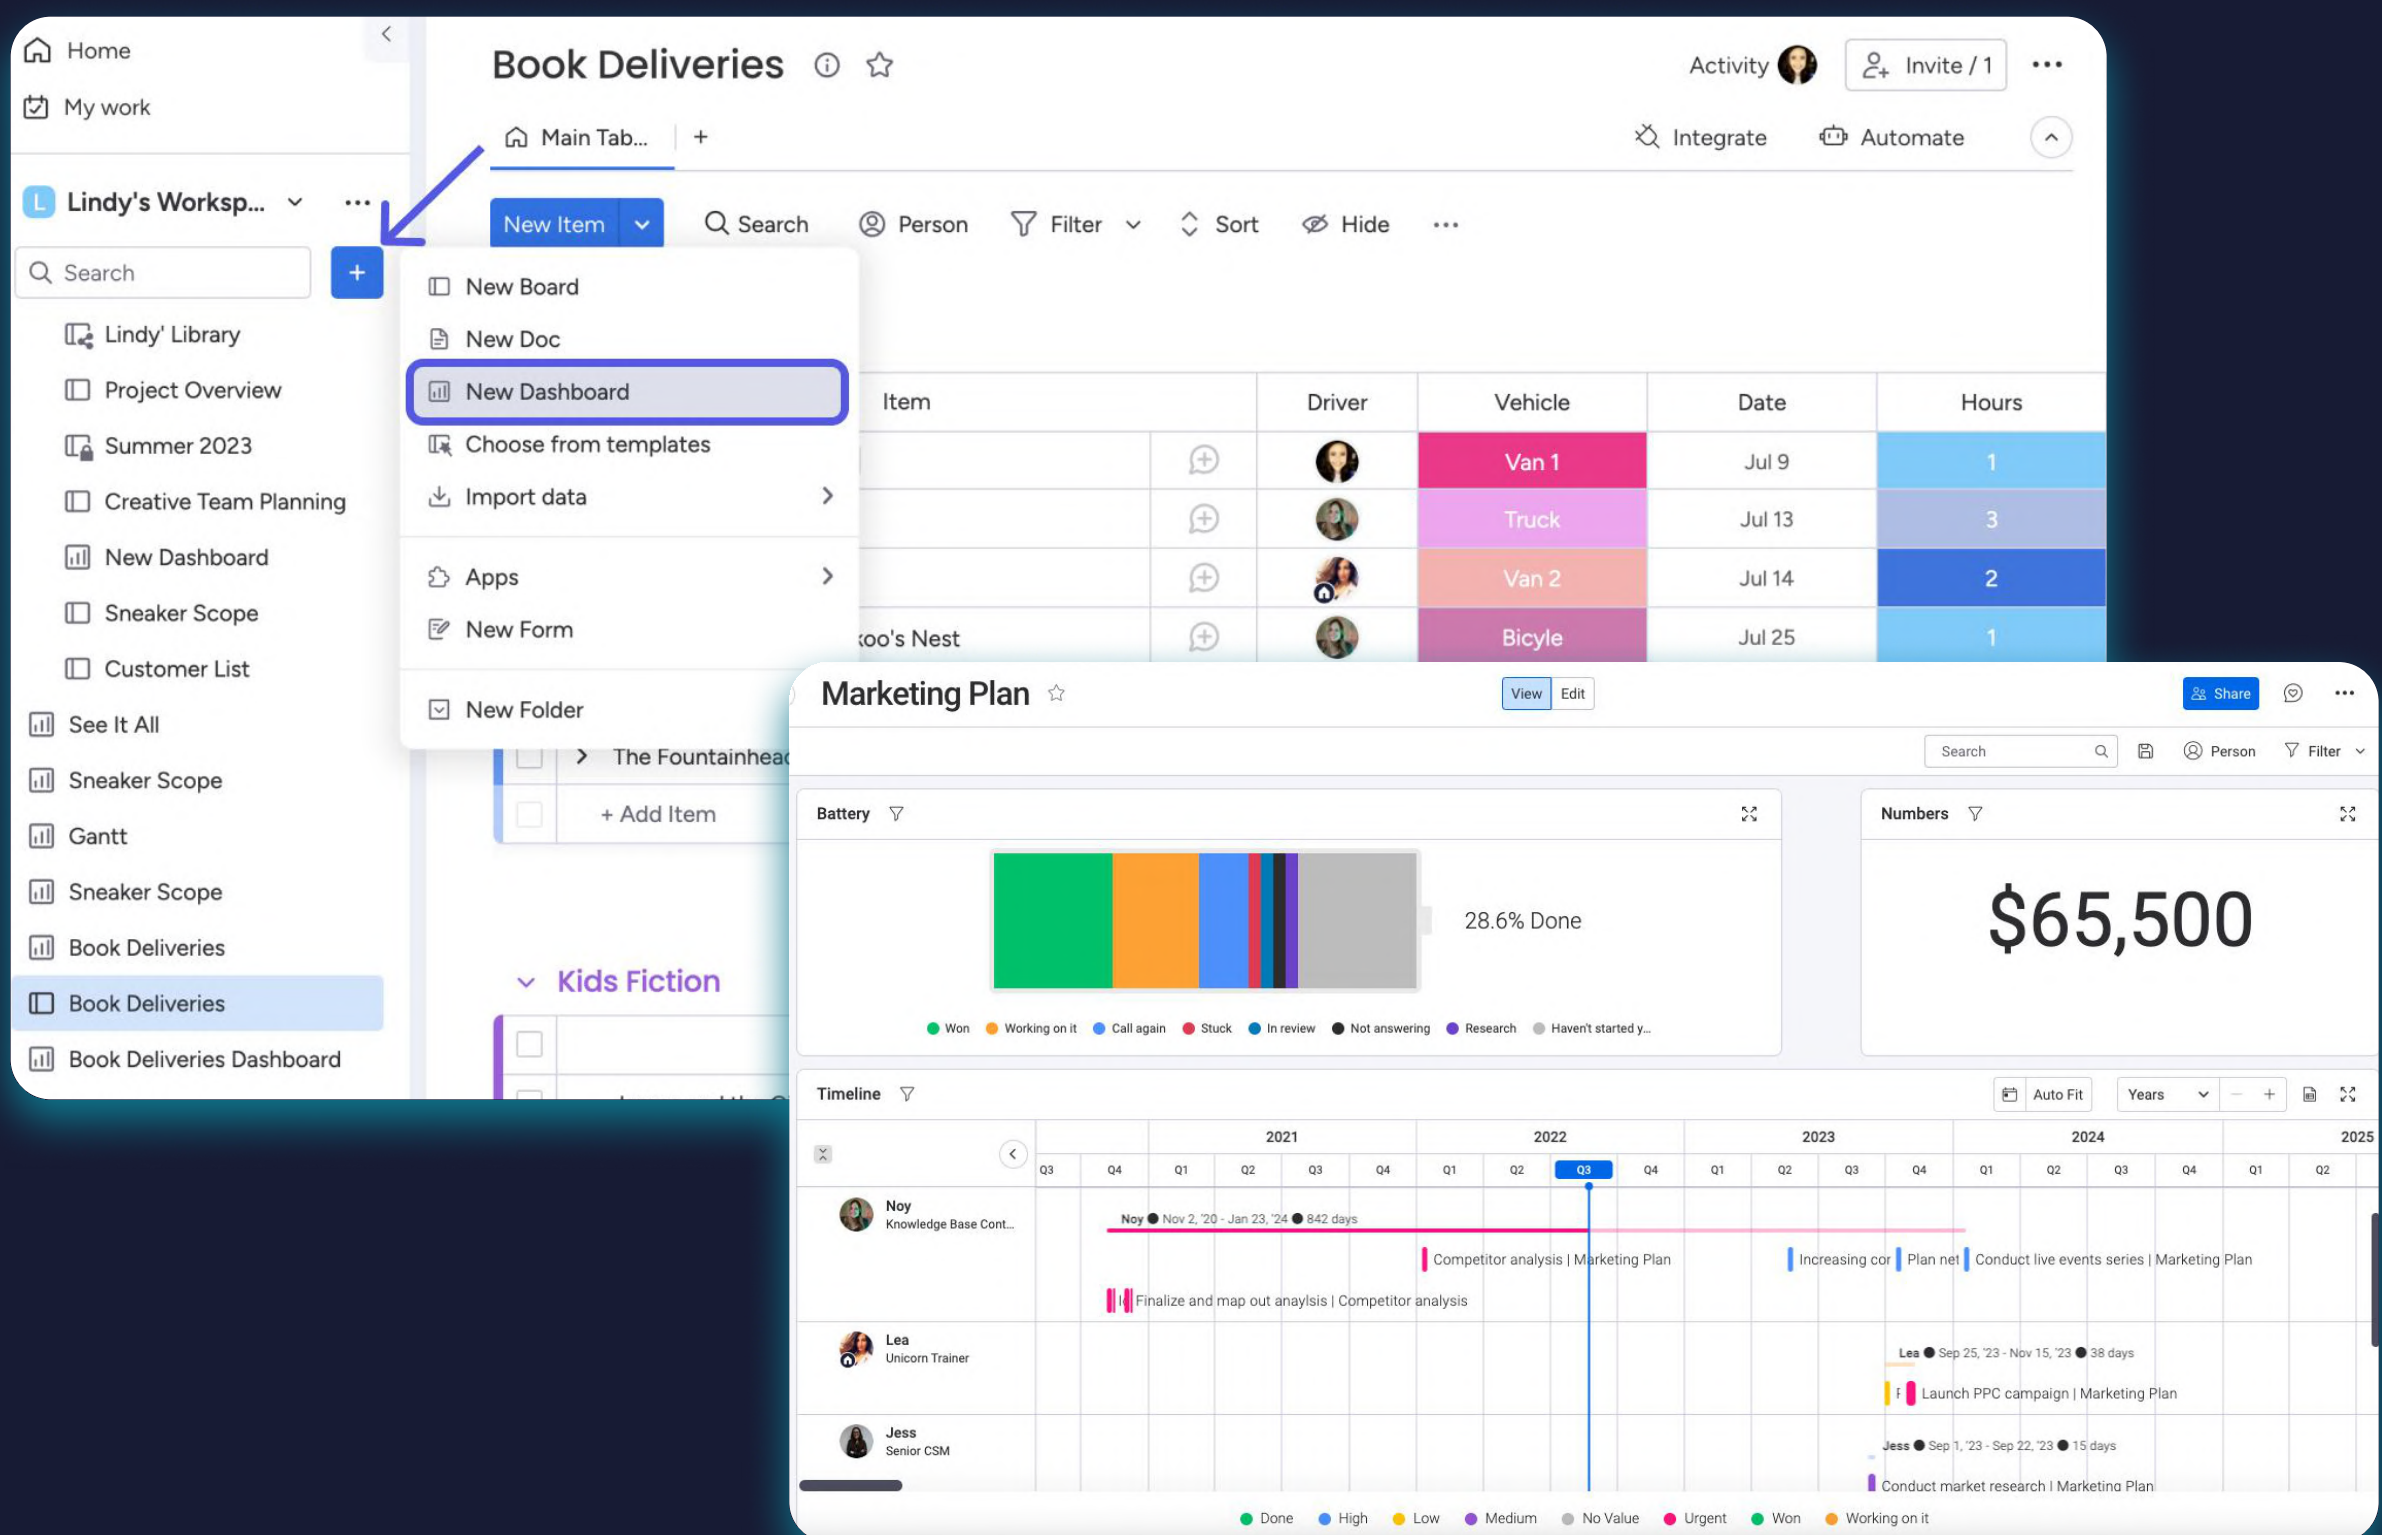 Home
My work
L Lindy's Worksp...
Search
Lindy' Library
Project Overview
Summer 2023
Creative Team Planning
New Dashboard
Sneaker Scope
Customer List
See It All
Sneaker Scope
Gantt
Sneaker Scope
Book Deliveries
Book Deliveries
Book Deliveries Dashboard
Book Deliveries
Activity
Invite / 1
Main Tab...
Integrate
Automate
New Item
Search
Person
Filter
Sort
Hide
New Board
New Doc
New Dashboard
Choose from templates
Import data
Apps
New Form
New Folder
Item Driver Vehicle Date Hours
Van 1 Jul 9 1
Truck Jul 13 3
Van 2 Jul 14 2
koo's Nest Bicyle Jul 25 1
The Fountainhead
+ Add Item
Kids Fiction
Marketing Plan
View Edit
Share
Search
Person
Filter
Battery
28.6% Done
Won Working on it Call again Stuck In review Not answering Research Haven't started y...
Numbers
$65,500
Timeline
Auto Fit
Years
2021 2022 2023 2024 2025
Q3 Q4 Q1 Q2 Q3 Q4 Q1 Q2 Q3 Q4 Q1 Q2 Q3 Q4 Q1 Q2 Q3 Q4 Q1 Q2
Noy
Knowledge Base Cont...
Noy ● Nov 2, '20 - Jan 23, '24 ● 842 days
Competitor analysis | Marketing Plan
Increasing cor
Plan net
Conduct live events series | Marketing Plan
Finalize and map out anaylsis | Competitor analysis
Lea
Unicorn Trainer
Lea ● Sep 25, '23 - Nov 15, '23 ● 38 days
Launch PPC campaign | Marketing Plan
Jess
Senior CSM
Jess ● Sep 1, '23 - Sep 22, '23 ● 15 days
Conduct market research | Marketing Plan
Done High Low Medium No Value Urgent Won Working on it